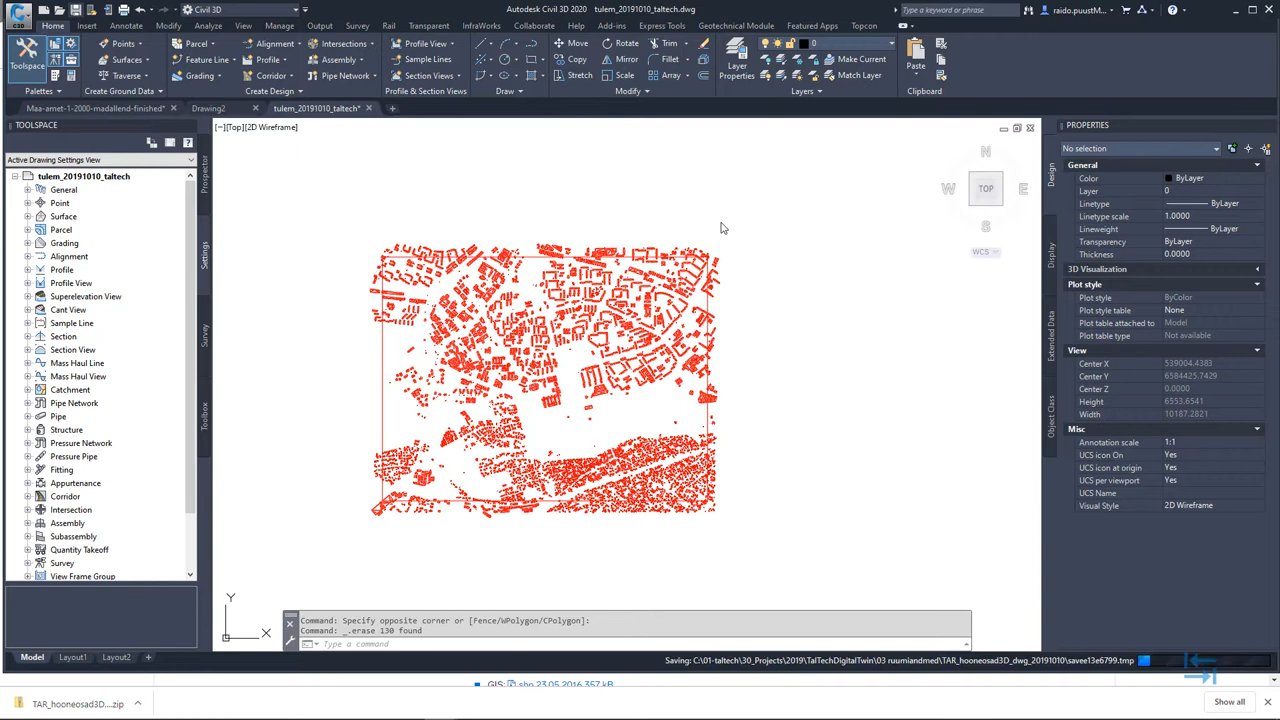 Autodesk Civil 3D 2020 tulem_20191010_taltech.dwg
Civil 3D
Type a keyword or phrase
raido.puustM...
C3D
Home Insert Annotate Modify Analyze View Manage Output Survey Rail Transparent InfraWorks Collaborate Help Add-ins Express Tools Geotechnical Module Featured Apps Topcon
Toolspace
Points
Surfaces
Traverse
Parcel
Feature Line
Grading
Alignment
Profile
Corridor
Intersections
Assembly
Pipe Network
Profile View
Sample Lines
Section Views
Move
Copy
Stretch
Rotate
Mirror
Scale
Trim
Fillet
Array
Layer
Properties
0
Make Current
Match Layer
Paste
Palettes Create Ground Data Create Design Profile & Section Views Draw Modify Layers Clipboard
Maa-amet-1-2000-madallend-finished* Drawing2 tulem_20191010_taltech*
TOOLSPACE
Active Drawing Settings View
tulem_20191010_taltech
General
Point
Surface
Parcel
Grading
Alignment
Profile
Profile View
Superelevation View
Cant View
Sample Line
Section
Section View
Mass Haul Line
Mass Haul View
Catchment
Pipe Network
Pipe
Structure
Pressure Network
Pressure Pipe
Fitting
Appurtenance
Corridor
Intersection
Assembly
Subassembly
Quantity Takeoff
Survey
View Frame Group
Prospector
Settings
Survey
Toolbox
[−][Top][2D Wireframe]
N
W TOP E
S
WCS
Y
X
Command: Specify opposite corner or [Fence/WPolygon/CPolygon]:
Command: _.erase 130 found
Type a command
Design
Display
Extended Data
Object Class
PROPERTIES
No selection
General
Color ByLayer
Layer 0
Linetype ByLayer
Linetype scale 1.0000
Lineweight ByLayer
Transparency ByLayer
Thickness 0.0000
3D Visualization
Plot style
Plot style ByColor
Plot style table None
Plot table attached to Model
Plot table type Not available
View
Center X 539004.4383
Center Y 6584425.7429
Center Z 0.0000
Height 6553.6541
Width 10187.2821
Misc
Annotation scale 1:1
UCS icon On Yes
UCS icon at origin Yes
UCS per viewport Yes
UCS Name
Visual Style 2D Wireframe
Model Layout1 Layout2
Saving: C:\01-taltech\30_Projects\2019\TalTechDigitalTwin\03 ruumiandmed\TAR_hooneosad3D_dwg_20191010\savee13e6799.tmp
GIS: shp 23.05.2016 357 kB
TAR_hooneosad3D....zip
Show all